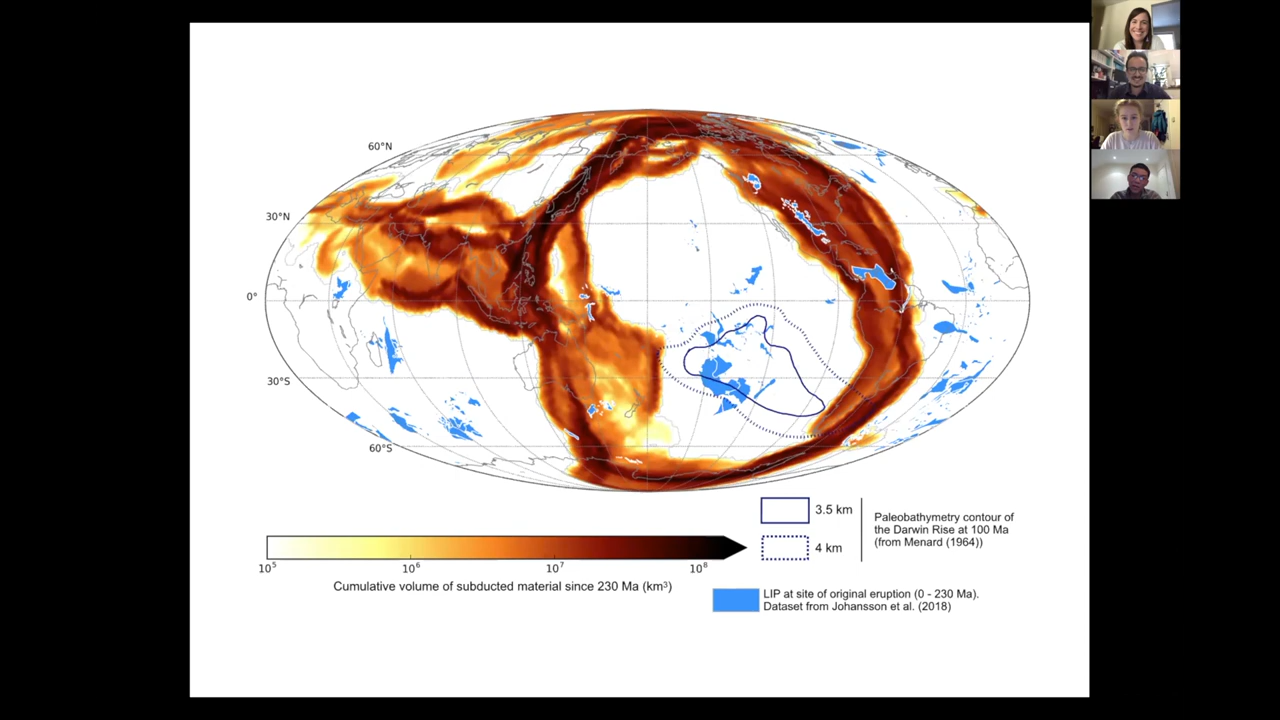 60°N
30°N
0°
30°S
60°S
3.5 km
4 km
Paleobathymetry contour of
the Darwin Rise at 100 Ma
(from Menard (1964))
10⁵
10⁶
10⁷
10⁸
Cumulative volume of subducted material since 230 Ma (km³)
LIP at site of original eruption (0 - 230 Ma).
Dataset from Johansson et al. (2018)